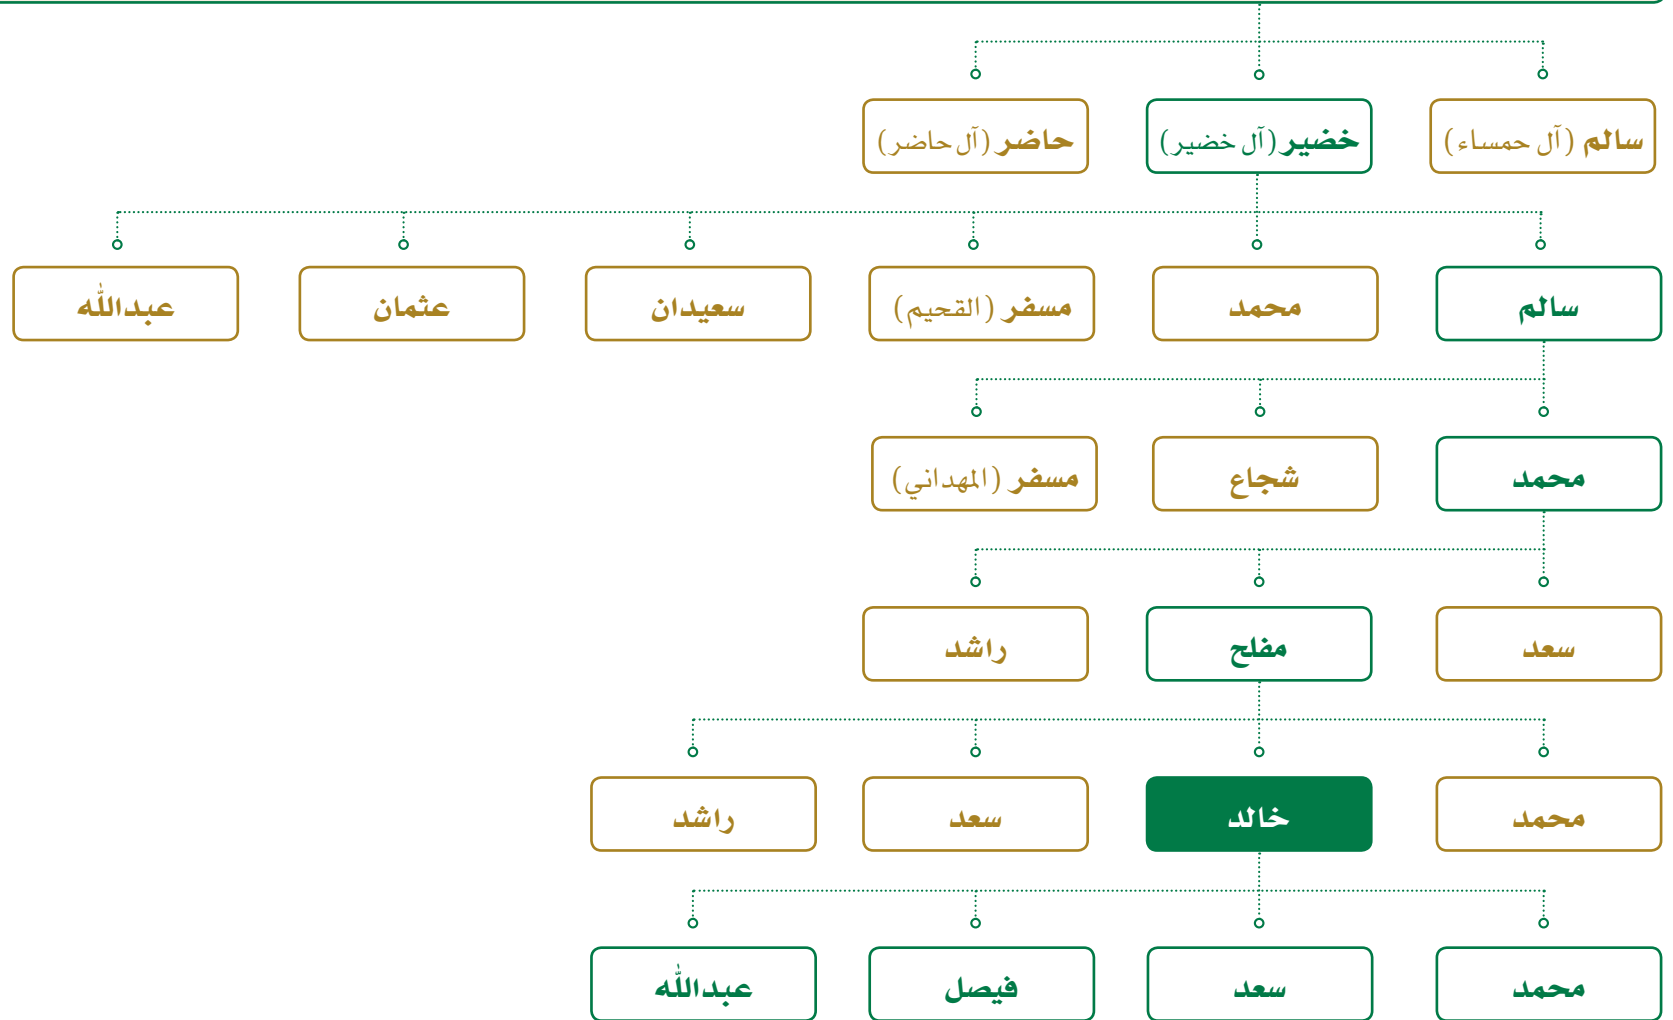 سالم (آل حمساء) خضير (آل خضير) حاضر (آل حاضر)
سالم محمد مسفر (القحيم) سعيدان عثمان عبدالله
محمد شجاع مسفر (المهداني)
سعد مفلح راشد
محمد خالد سعد راشد
محمد سعد فيصل عبدالله